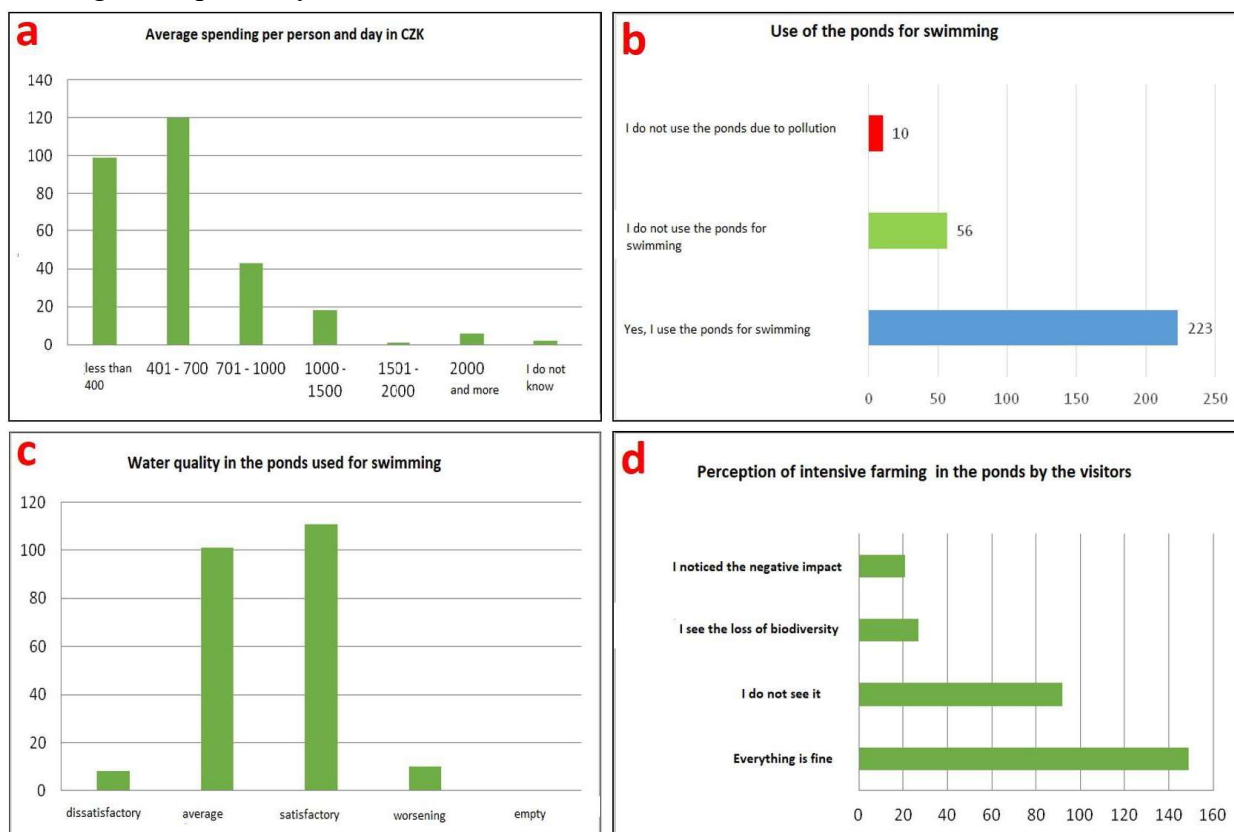 a
Average spending per person and day in CZK
140
120
100
80
60
40
20
0
less than
400
401 - 700
701 - 1000
1000 -
1500
1501 -
2000
2000
and more
I do not
know
b
Use of the ponds for swimming
I do not use the ponds due to pollution
10
I do not use the ponds for
swimming
56
Yes, I use the ponds for swimming
223
0 50 100 150 200 250
c
Water quality in the ponds used for swimming
120
100
80
60
40
20
0
dissatisfactory average satisfactory worsening empty
d
Perception of intensive farming in the ponds by the visitors
I noticed the negative impact
I see the loss of biodiversity
I do not see it
Everything is fine
0 20 40 60 80 100 120 140 160